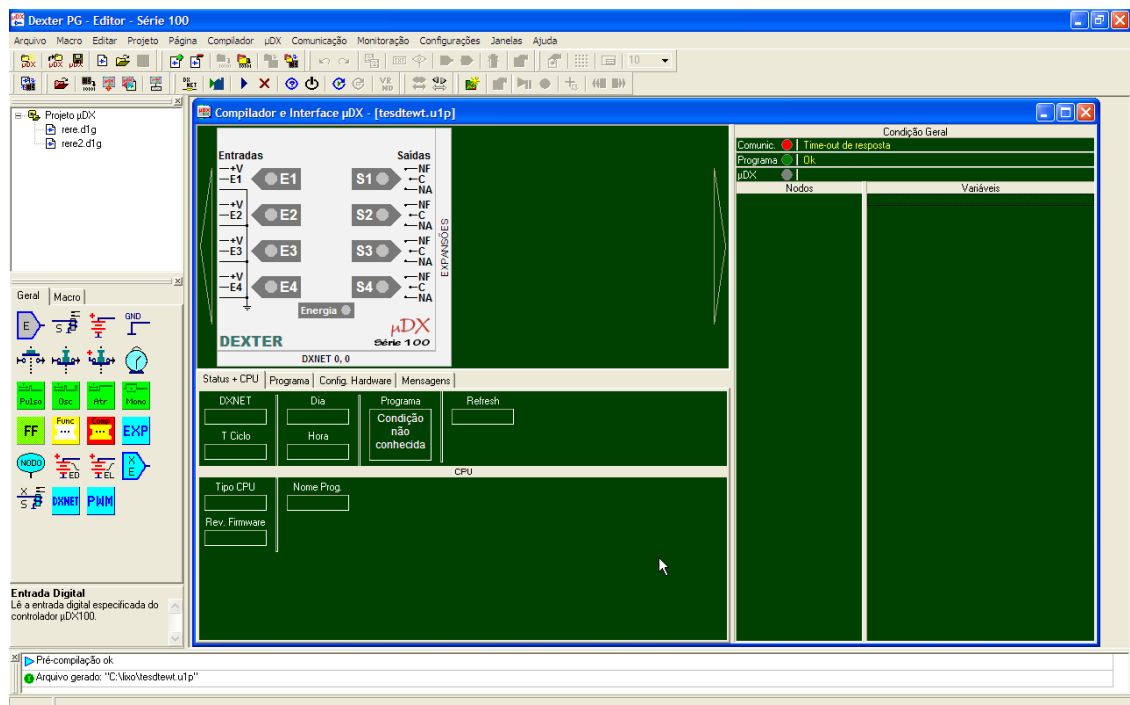 Dexter PG - Editor - Série 100
Arquivo Macro Editar Projeto Página Compilador µDX Comunicação Monitoração Configurações Janelas Ajuda
10
Projeto µDX
rere.d1g
rere2.d1g
Compilador e Interface µDX - [tesdtewt.u1p]
Entradas Saídas
+V NF
E1 E1 S1 C
NA
+V NF
E2 E2 S2 C
NA
+V NF
E3 E3 S3 C
NA
+V NF
E4 E4 S4 C
NA
EXPANSÕES
Energia
µDX
DEXTER Série 100
DXNET 0, 0
Condição Geral
Comunic. Time-out de resposta
Programa Ok
µDX
Nodos Variáveis
Geral Macro
E S E GND
Pulso Osc Atr Mono
FF Func Comp EXP
NODO ED EL X E
X E S DXNET PWM
Status + CPU Programa Config. Hardware Mensagens
DXNET Dia Programa Refresh
Condição
não
conhecida
T Ciclo Hora
CPU
Tipo CPU Nome Prog.
Rev. Firmware
Entrada Digital
Lê a entrada digital especificada do
controlador µDX100.
Pré-compilação ok
Arquivo gerado: "C:\lixo\tesdtewt.u1p"